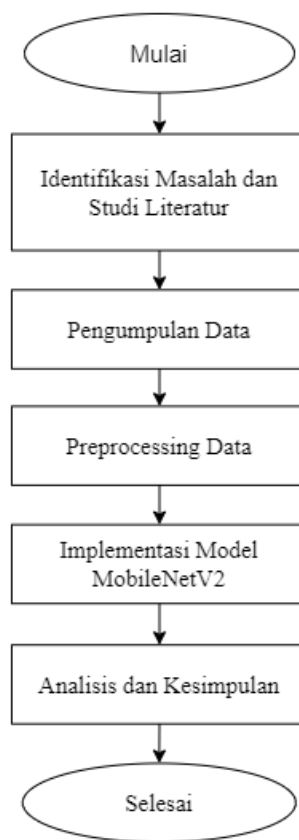 Mulai
Identifikasi Masalah dan
Studi Literatur
Pengumpulan Data
Preprocessing Data
Implementasi Model
MobileNetV2
Analisis dan Kesimpulan
Selesai